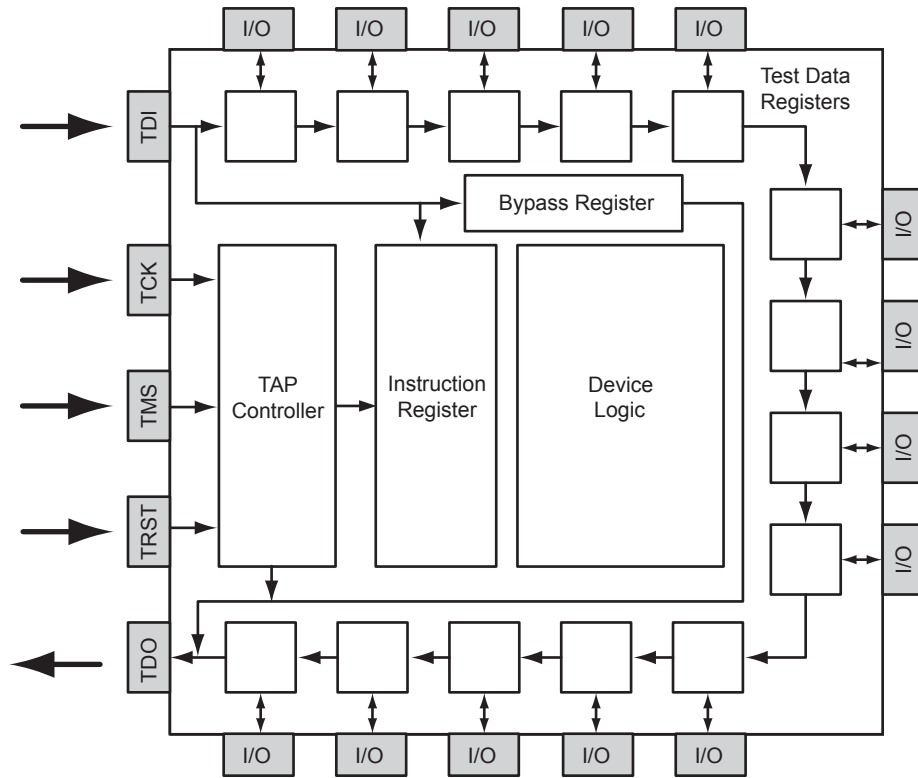 I/O
I/O
I/O
I/O
I/O
Test Data
Registers
TDI
Bypass Register
I/O
TCK
I/O
TAP
Controller
Instruction
Register
Device
Logic
TMS
I/O
TRST
I/O
TDO
I/O
I/O
I/O
I/O
I/O